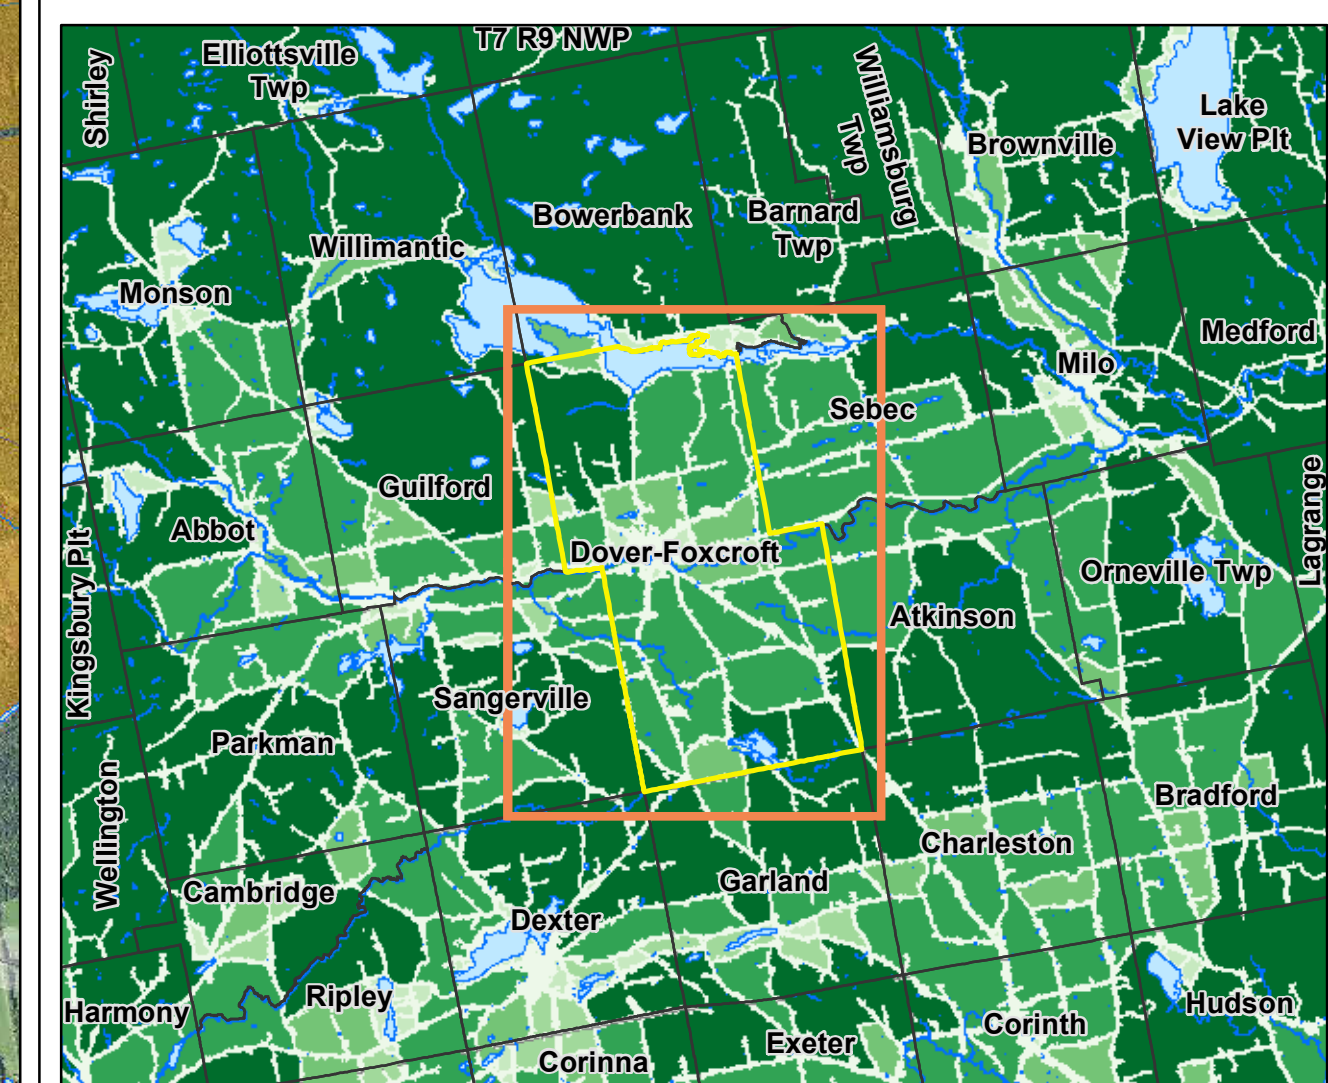 T7 R9 NWP
Elliottsville
Twp
Shirley
Williamsburg
Twp
Lake
View Plt
Brownville
Bowerbank
Barnard
Twp
Willimantic
Monson
Medford
Milo
Sebec
Guilford
Abbot
Lagrange
Dover-Foxcroft
Orneville Twp
Kingsbury Plt
Atkinson
Sangerville
Parkman
Wellington
Bradford
Charleston
Garland
Cambridge
Dexter
Ripley
Harmony
Hudson
Corinth
Exeter
Corinna